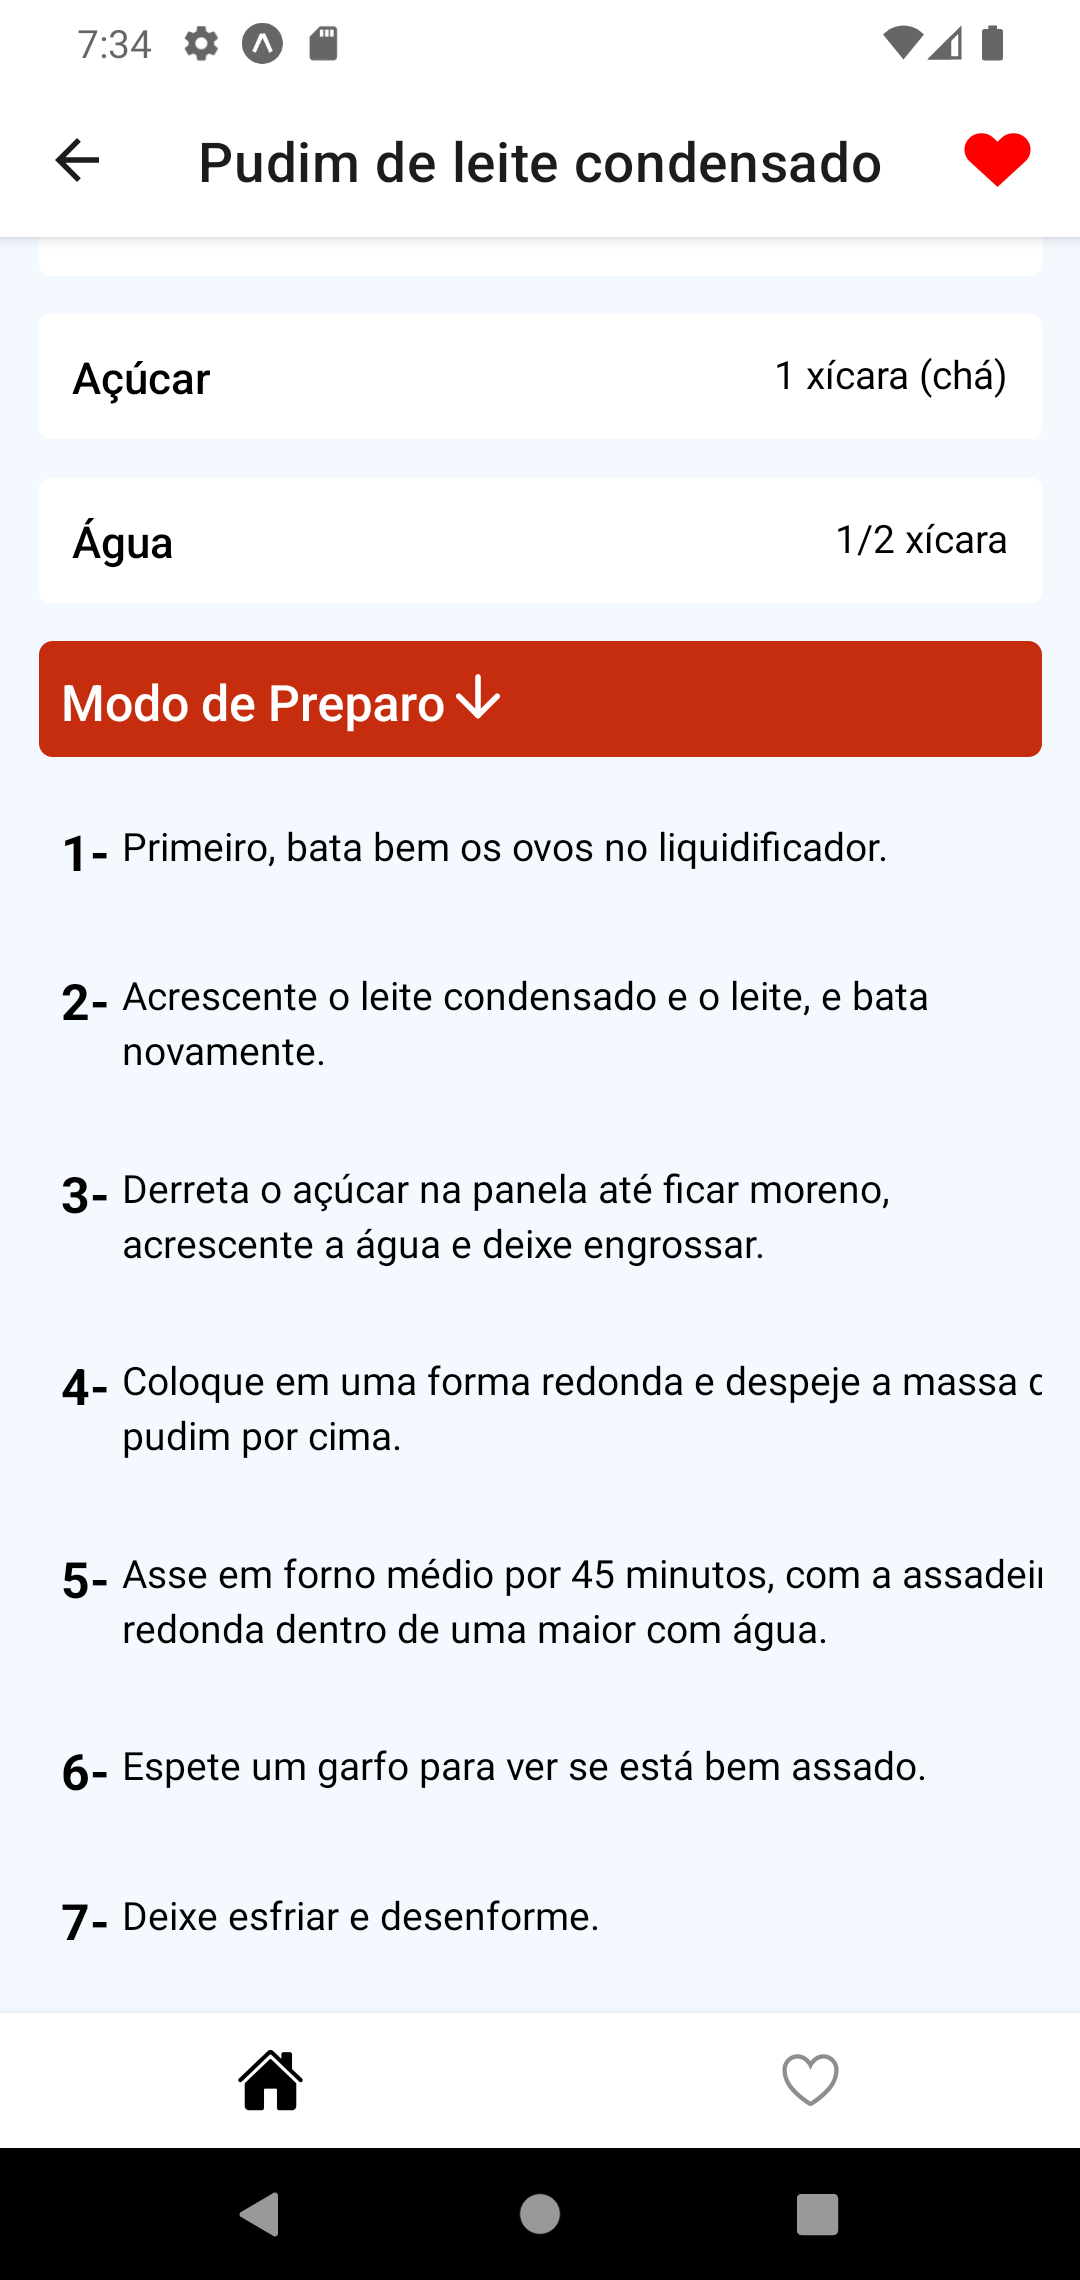 7:34
Pudim de leite condensado
Açúcar 1 xícara (chá)
Água 1/2 xícara
Modo de Preparo
1- Primeiro, bata bem os ovos no liquidificador.
2- Acrescente o leite condensado e o leite, e bata
novamente.
3- Derreta o açúcar na panela até ficar moreno,
acrescente a água e deixe engrossar.
4- Coloque em uma forma redonda e despeje a massa
pudim por cima.
5- Asse em forno médio por 45 minutos, com a
redonda dentro de uma maior com água.
6- Espete um garfo para ver se está bem assado.
7- Deixe esfriar e desenforme.